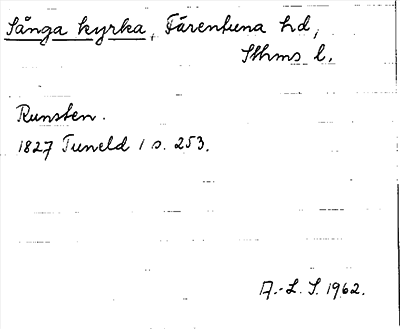 Sånga kyrka, Färentuna hd,
Sthms l.
Runsten.
1827 Tuneld 1 s. 253.
A.-L. S. 1962.